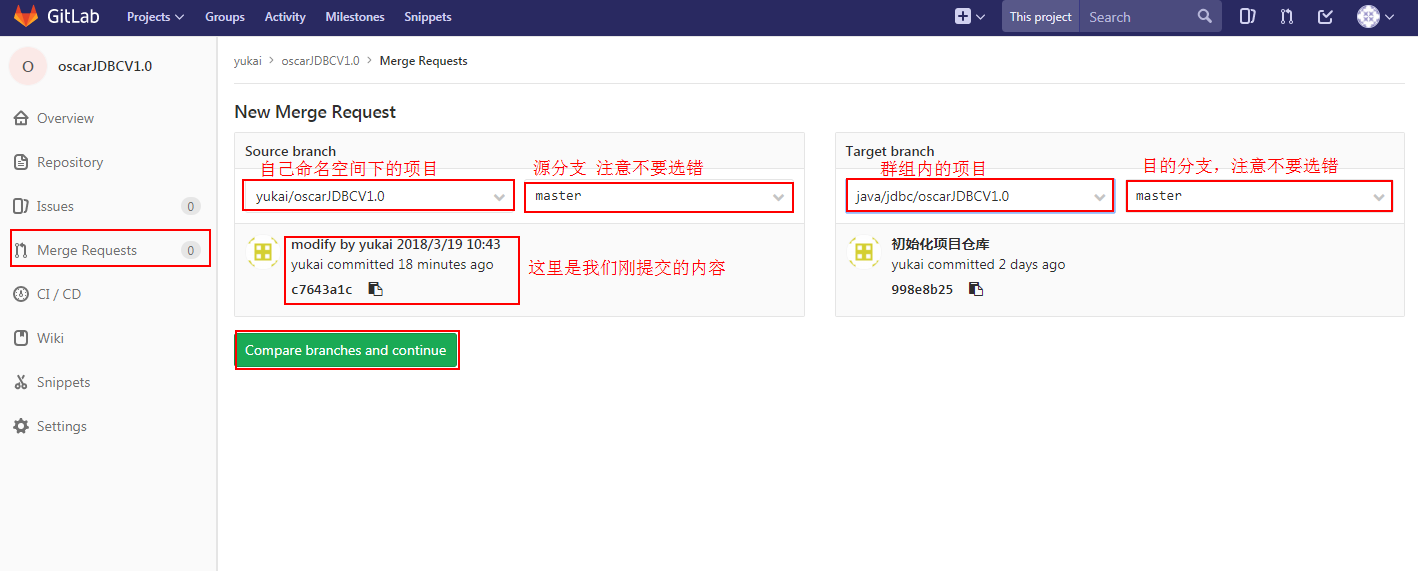 GitLab Projects Groups Activity Milestones Snippets This project Search
O oscarJDBCV1.0
yukai > oscarJDBCV1.0 > Merge Requests
Overview
Repository
Issues 0
Merge Requests 0
CI / CD
Wiki
Snippets
Settings
New Merge Request
Source branch
自己命名空间下的项目 源分支 注意不要选错
yukai/oscarJDBCV1.0 master
modify by yukai 2018/3/19 10:43
yukai committed 18 minutes ago
这里是我们刚提交的内容
c7643a1c
Target branch
群组内的项目 目的分支，注意不要选错
java/jdbc/oscarJDBCV1.0 master
初始化项目仓库
yukai committed 2 days ago
998e8b25
Compare branches and continue